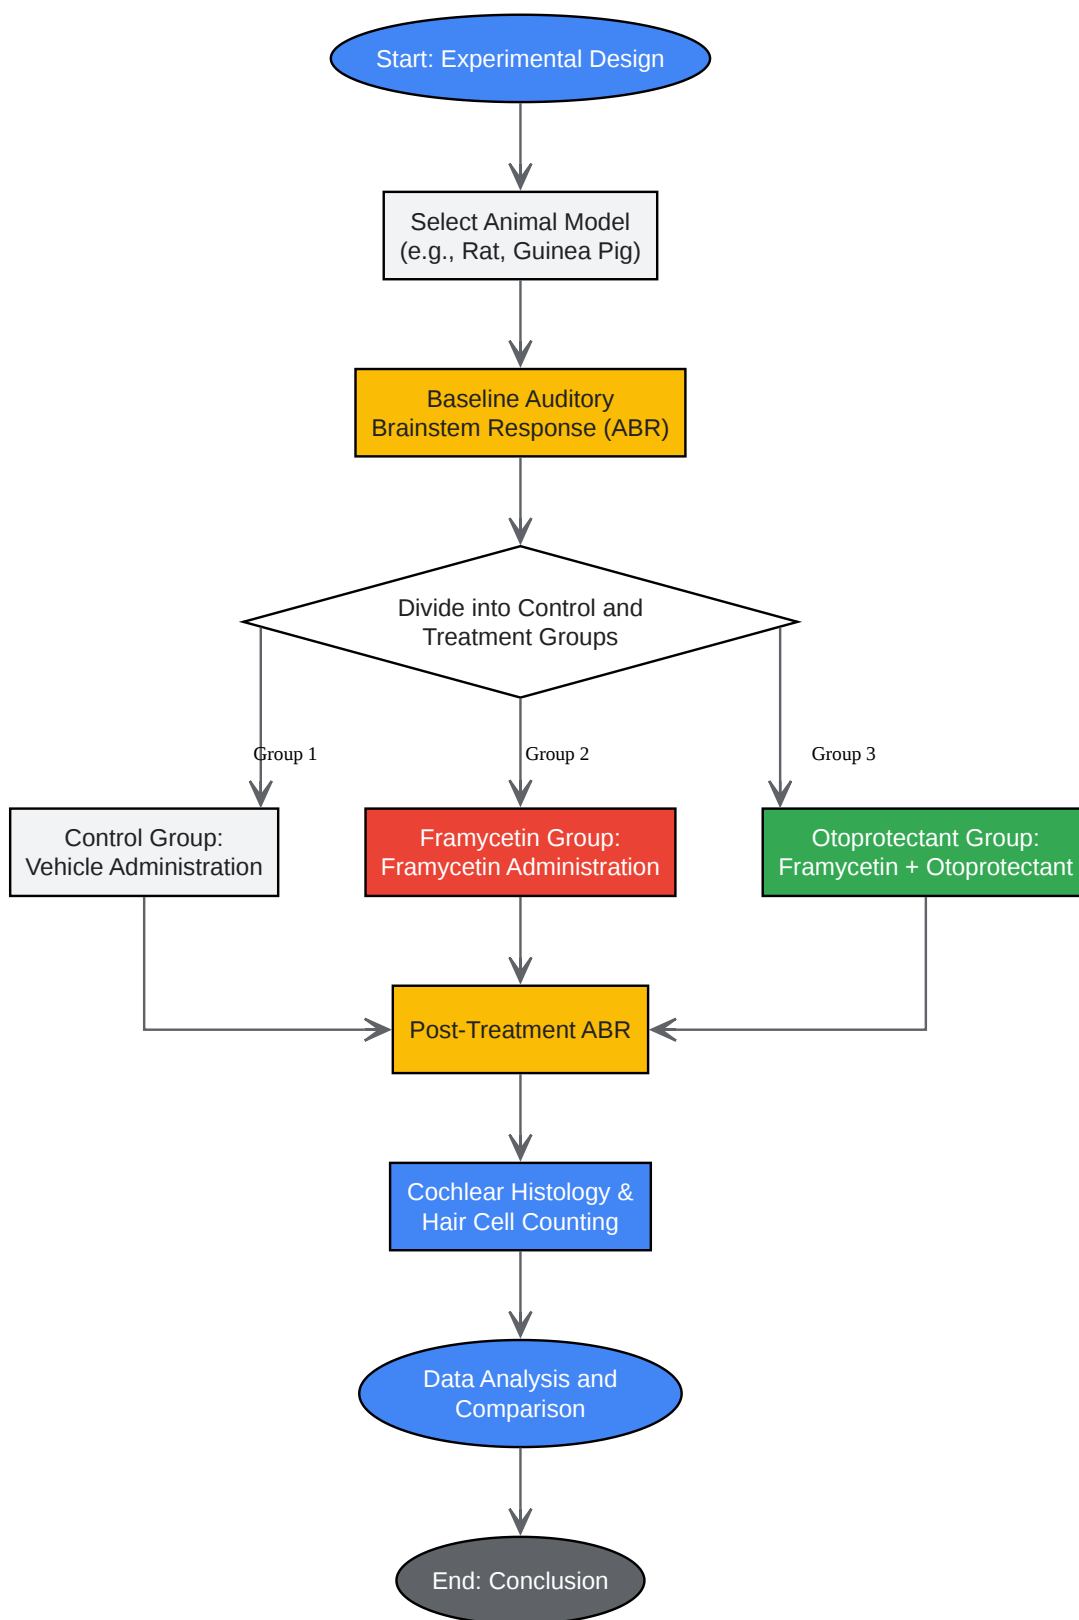 Start: Experimental Design
Select Animal Model
(e.g., Rat, Guinea Pig)
Baseline Auditory
Brainstem Response (ABR)
Divide into Control and
Treatment Groups
Group 1
Group 2
Group 3
Control Group:
Vehicle Administration
Framycetin Group:
Framycetin Administration
Otoprotectant Group:
Framycetin + Otoprotectant
Post-Treatment ABR
Cochlear Histology &
Hair Cell Counting
Data Analysis and
Comparison
End: Conclusion